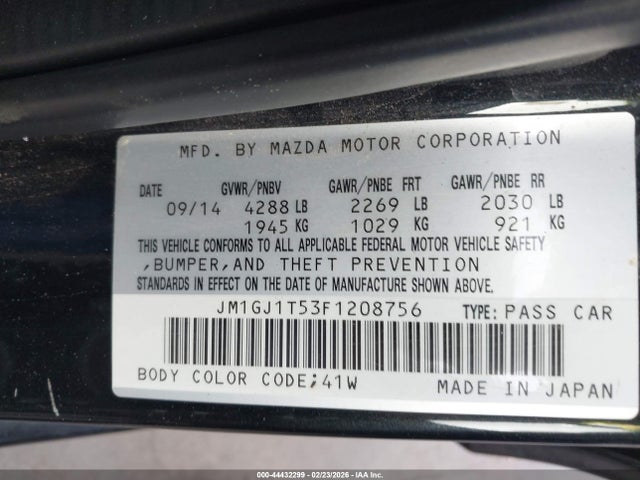 MFD. BY MAZDA MOTOR CORPORATION
DATE GVWR/PNBV GAWR/PNBE FRT GAWR/PNBE RR
09/14 4288 LB 2269 LB 2030 LB
1945 KG 1029 KG 921 KG
THIS VEHICLE CONFORMS TO ALL APPLICABLE FEDERAL MOTOR VEHICLE SAFETY
,BUMPER,AND THEFT PREVENTION
STANDARDS IN EFFECT ON THE DATE OF MANUFACTURE SHOWN ABOVE.
JM1GJ1T53F1208756 TYPE: PASS CAR
BODY COLOR CODE;41W MADE IN JAPAN
000-44432299 - 02/23/2026 - IAA Inc.